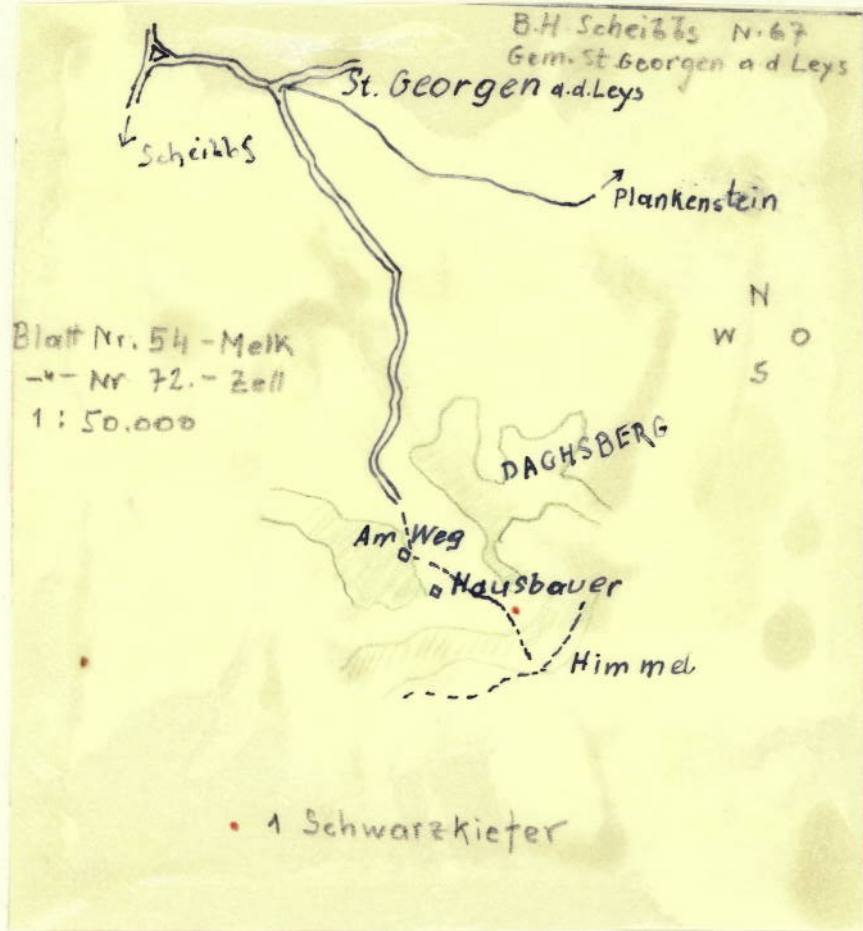 B.H. Scheibbs N. 67
Gem. St. Georgen a d Leys
St. Georgen a.d. Leys
Scheibbs
Plankenstein
N
W O
S
Blatt Nr. 54 - Melk
-"- Nr 72. - Zell
1 : 50.000
DACHSBERG
Am Weg
Hausbauer
Himmel
1 Schwarzkiefer